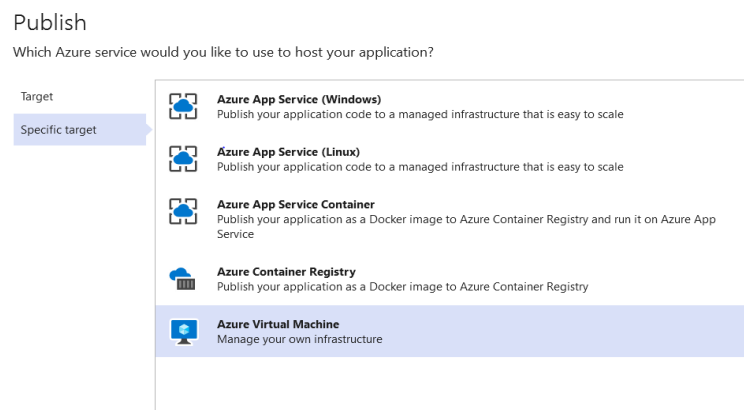 Publish
Which Azure service would you like to use to host your application?
Target
Specific target
Azure App Service (Windows)
Publish your application code to a managed infrastructure that is easy to scale
Azure App Service (Linux)
Publish your application code to a managed infrastructure that is easy to scale
Azure App Service Container
Publish your application as a Docker image to Azure Container Registry and run it on Azure App
Service
Azure Container Registry
Publish your application as a Docker image to Azure Container Registry
Azure Virtual Machine
Manage your own infrastructure